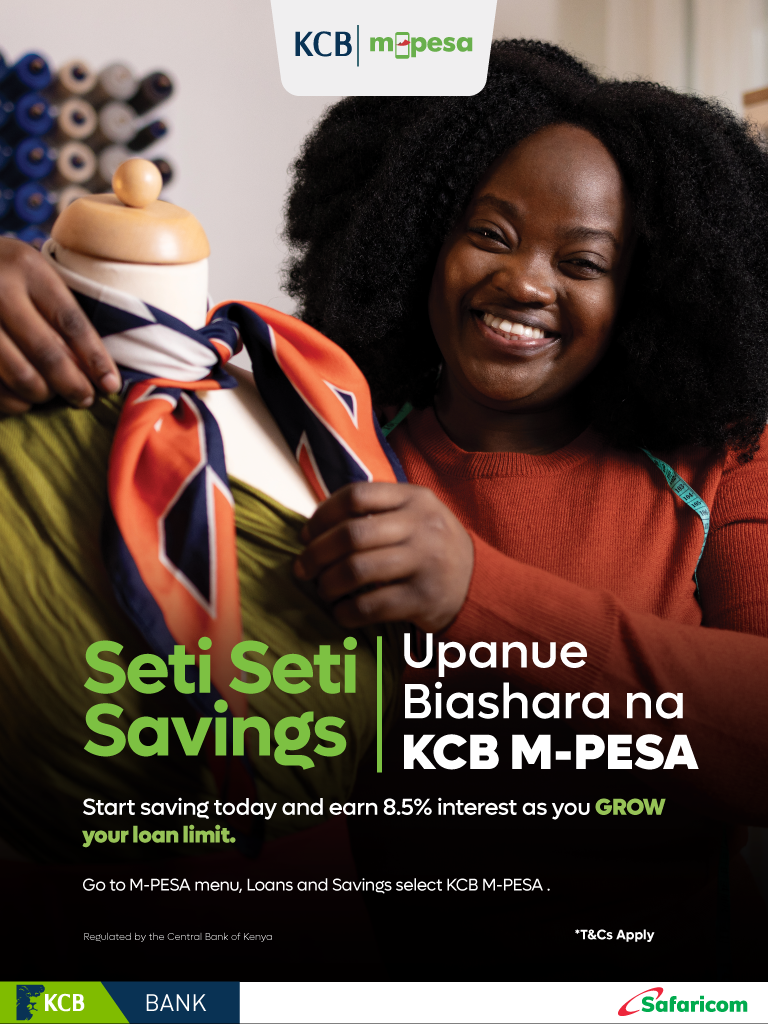 KCB m-pesa
Seti Seti
Savings
Upanue
Biashara na
KCB M-PESA
Start saving today and earn 8.5% interest as you GROW
your loan limit.
Go to M-PESA menu, Loans and Savings select KCB M-PESA .
Regulated by the Central Bank of Kenya
*T&Cs Apply
KCB BANK
Safaricom